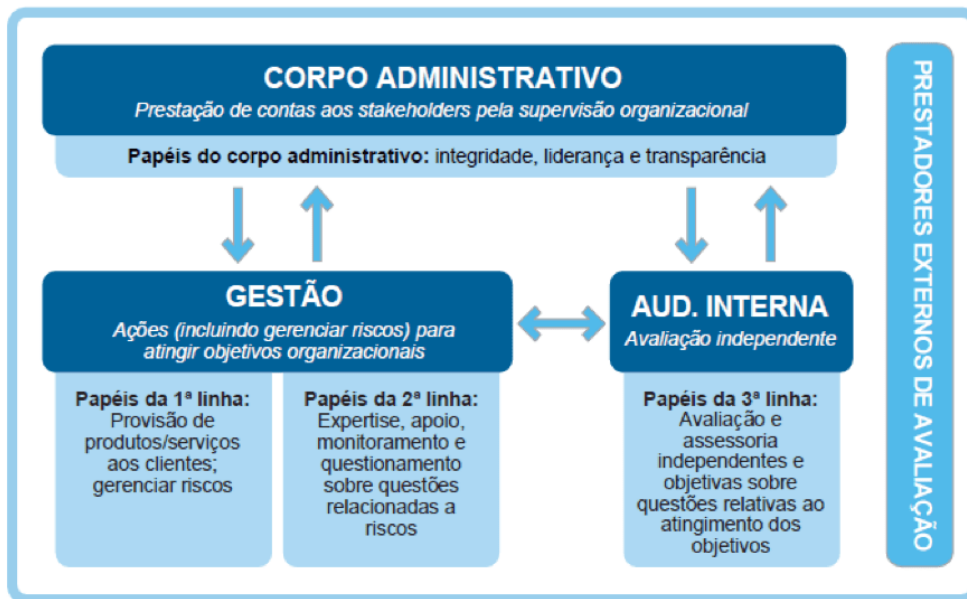 CORPO ADMINISTRATIVO
Prestação de contas aos stakeholders pela supervisão organizacional
Papéis do corpo administrativo: integridade, liderança e transparência
GESTÃO
Ações (incluindo gerenciar riscos) para
atingir objetivos organizacionais
Papéis da 1ª linha:
Provisão de
produtos/serviços
aos clientes;
gerenciar riscos
Papéis da 2ª linha:
Expertise, apoio,
monitoramento e
questionamento
sobre questões
relacionadas a
riscos
AUD. INTERNA
Avaliação independente
Papéis da 3ª linha:
Avaliação e
assessoria
independentes e
objetivas sobre
questões relativas ao
atingimento dos
objetivos
PRESTADORES EXTERNOS DE AVALIAÇÃO